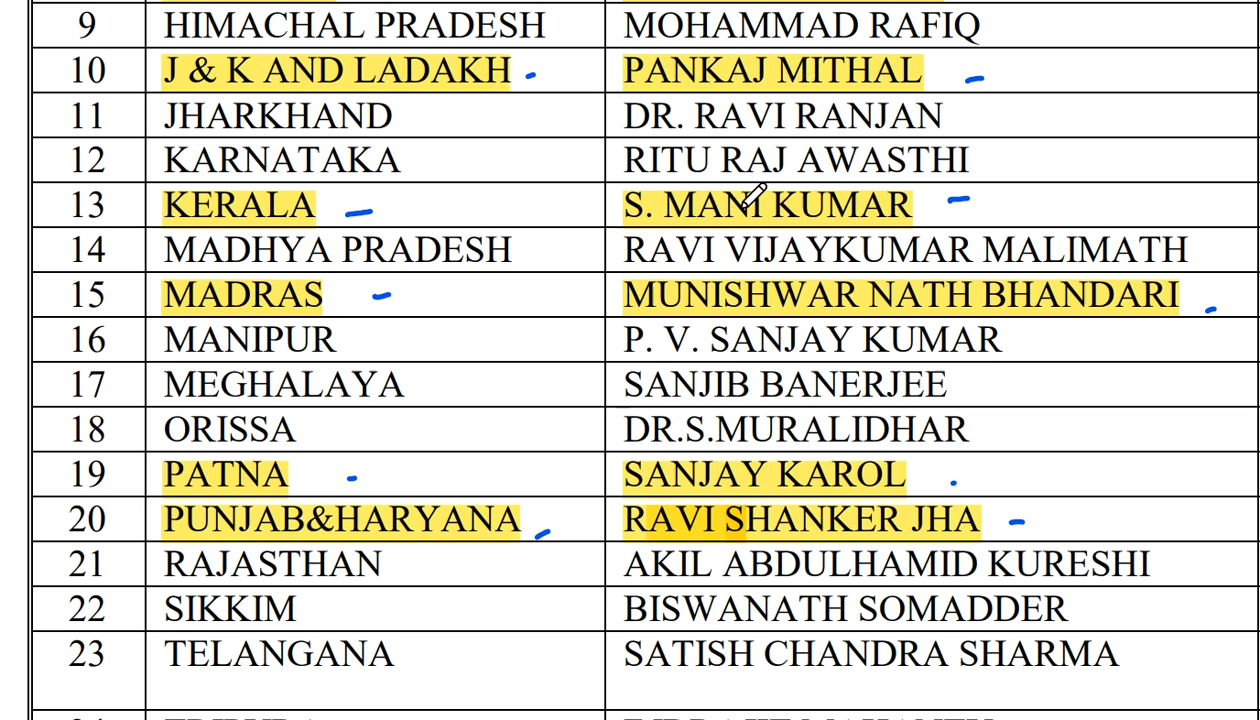 9 HIMACHAL PRADESH MOHAMMAD RAFIQ
10 J & K AND LADAKH PANKAJ MITHAL
11 JHARKHAND DR. RAVI RANJAN
12 KARNATAKA RITU RAJ AWASTHI
13 KERALA S. MANI KUMAR
14 MADHYA PRADESH RAVI VIJAYKUMAR MALIMATH
15 MADRAS MUNISHWAR NATH BHANDARI
16 MANIPUR P. V. SANJAY KUMAR
17 MEGHALAYA SANJIB BANERJEE
18 ORISSA DR.S.MURALIDHAR
19 PATNA SANJAY KAROL
20 PUNJAB&HARYANA RAVI SHANKER JHA
21 RAJASTHAN AKIL ABDULHAMID KURESHI
22 SIKKIM BISWANATH SOMADDER
23 TELANGANA SATISH CHANDRA SHARMA